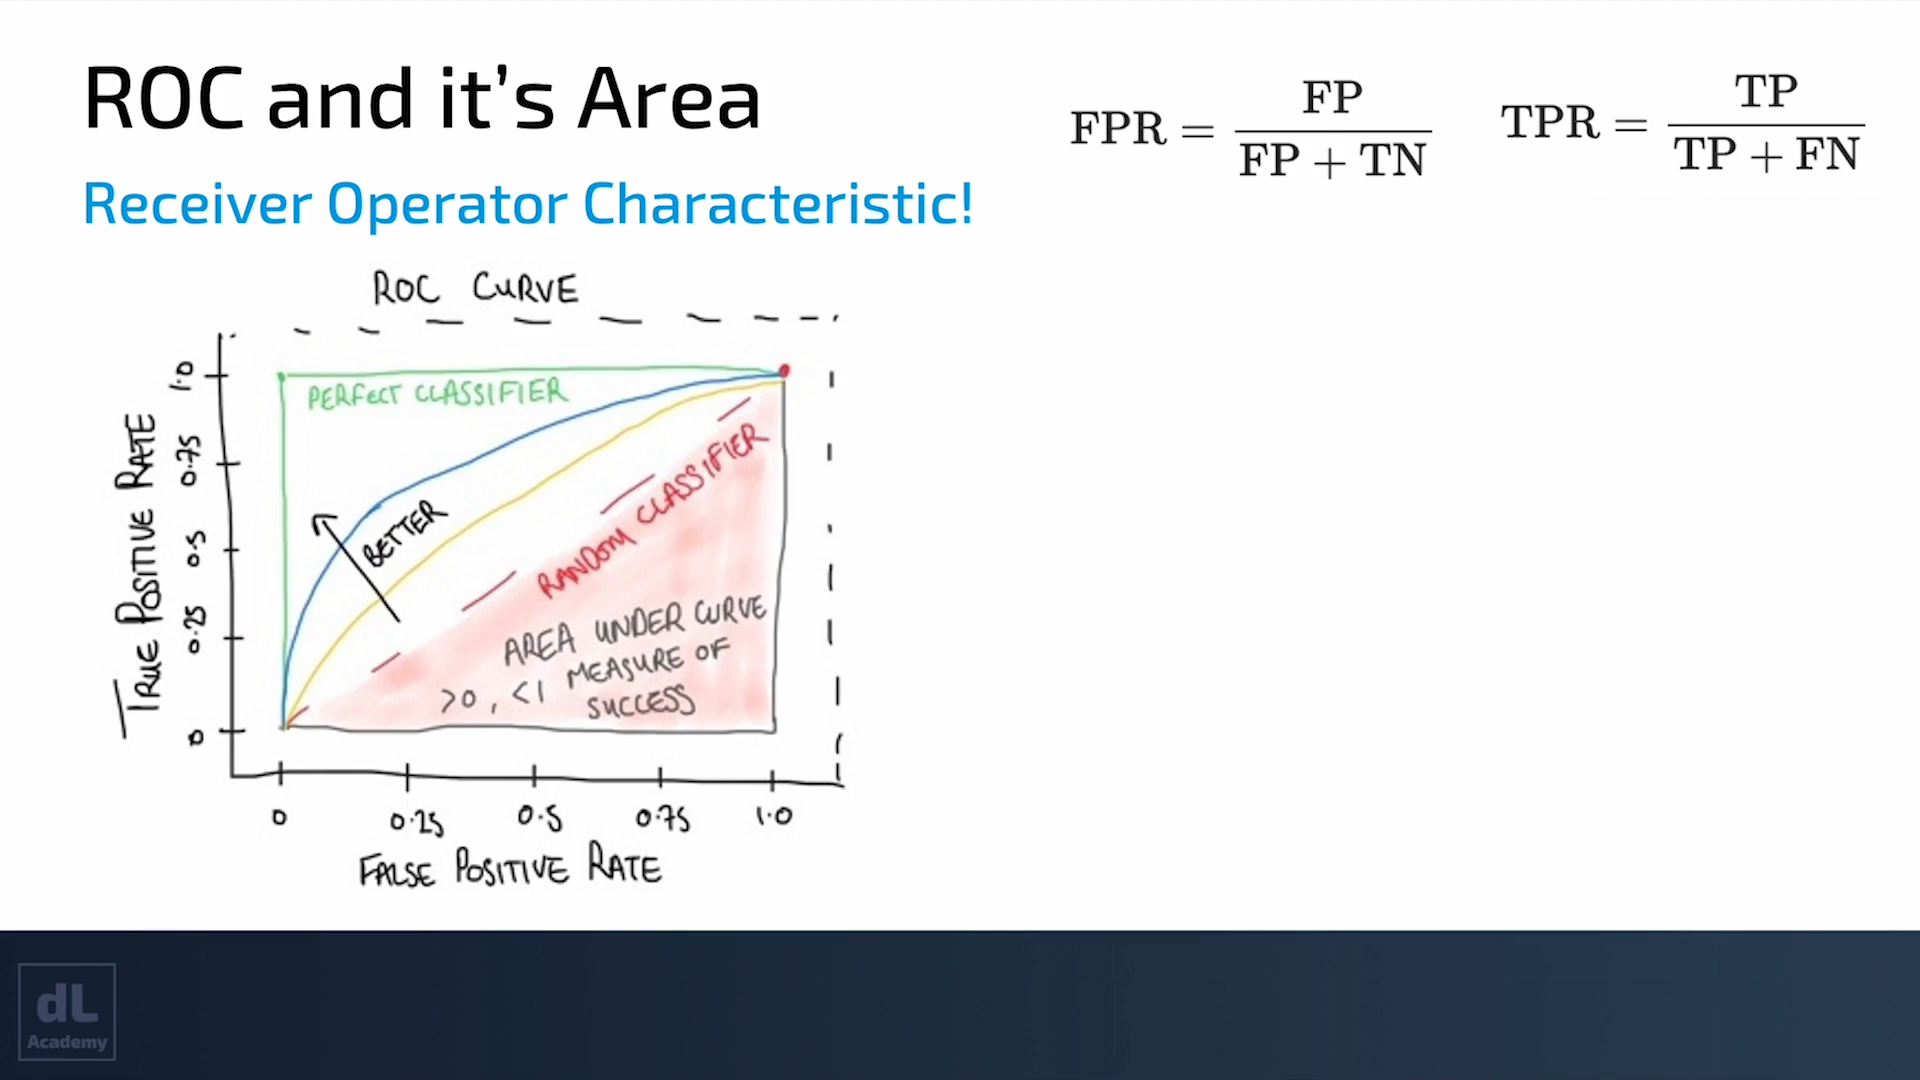 ROC and it's Area
Receiver Operator Characteristic!
FPR = FP / FP + TN
TPR = TP / TP + FN
ROC CURVE
TRUE POSITIVE RATE
1.0
0.75
0.5
0.25
0
PERFECT CLASSIFIER
BETTER
RANDOM CLASSIFIER
AREA UNDER CURVE
>0, <1 MEASURE OF
SUCCESS
0 0.25 0.5 0.75 1.0
FALSE POSITIVE RATE
dL
Academy